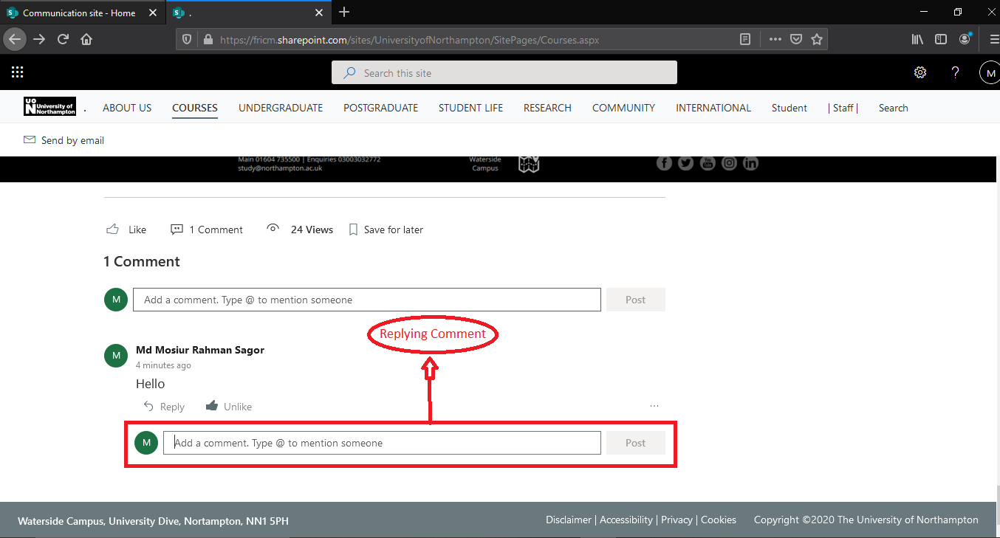 Communication site - Home
.
https://fricm.sharepoint.com/sites/UniversityofNorthampton/SitePages/Courses.aspx
Search this site
?
M
UO
N University of
Northampton
. ABOUT US COURSES UNDERGRADUATE POSTGRADUATE STUDENT LIFE RESEARCH COMMUNITY INTERNATIONAL Student | Staff | Search
Send by email
Main 01604 735500 | Enquiries 03003032772
study@northampton.ac.uk
Waterside
Campus
You Tube
in
Like 1 Comment 24 Views Save for later
1 Comment
M Add a comment. Type @ to mention someone Post
Replying Comment
M Md Mosiur Rahman Sagor
4 minutes ago
Hello
Reply Unlike ...
M Add a comment. Type @ to mention someone Post
Waterside Campus, University Dive, Nortampton, NN1 5PH
Disclaimer | Accessibility | Privacy | Cookies Copyright ©2020 The University of Northampton